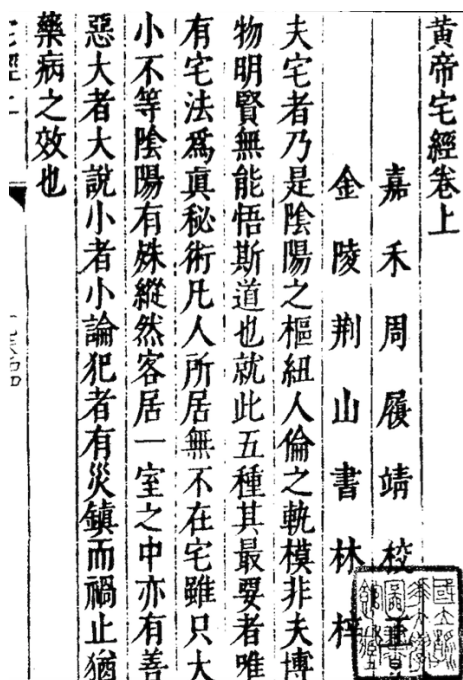 黃帝宅經卷上
嘉禾周履靖校正
金陵荆山書林梓
夫宅者乃是陰陽之樞紐人倫之軌模非夫博
物明賢無能悟斯道也就此五種其最要者唯
有宅法爲真秘術凡人所居無不在宅雖只大
小不等陰陽有殊縱然客居一室之中亦有善
惡大者大說小者小論犯者有災鎮而禍止猶
藥病之效也